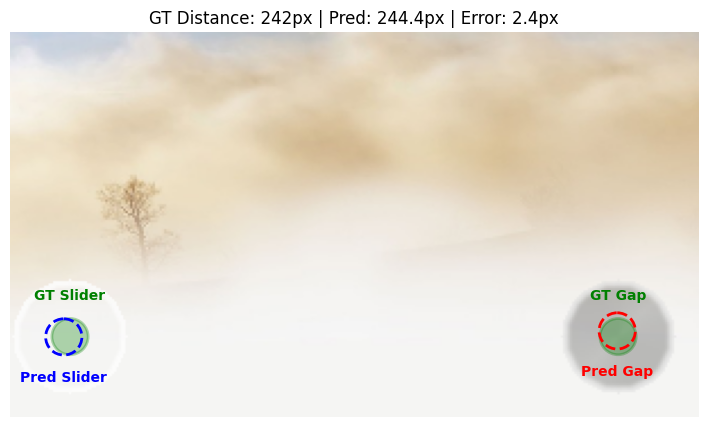 GT Distance: 242px | Pred: 244.4px | Error: 2.4px
GT Slider
GT Gap
Pred Slider
Pred Gap